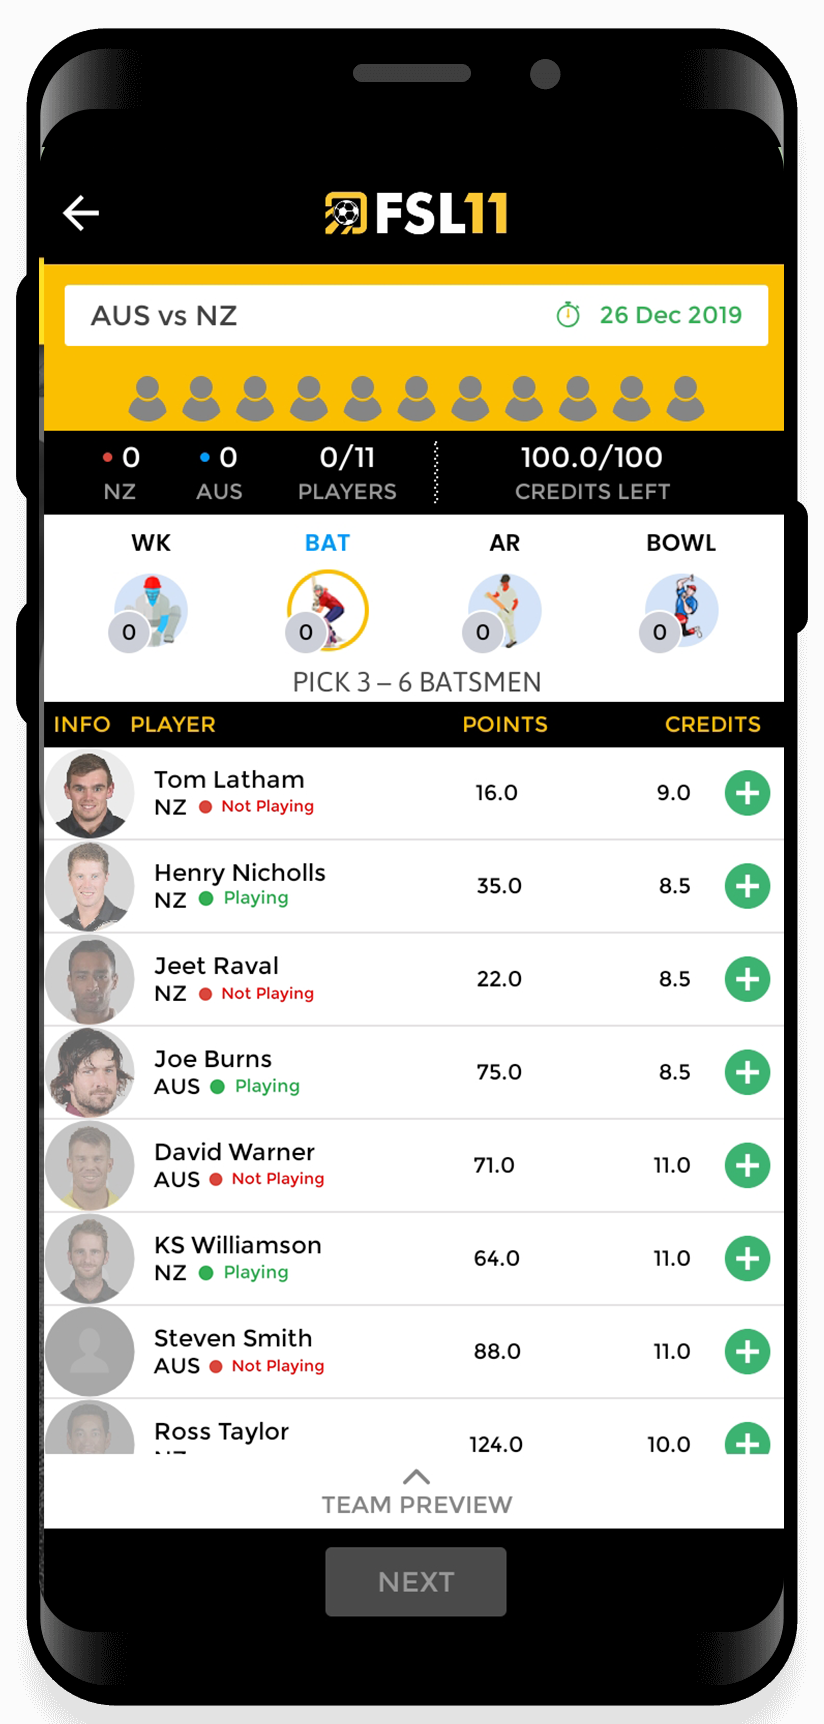 FSL11
AUS vs NZ 26 Dec 2019
0 0 0/11 100.0/100
NZ AUS PLAYERS CREDITS LEFT
WK BAT AR BOWL
0 0 0 0
PICK 3 – 6 BATSMEN
INFO PLAYER POINTS CREDITS
Tom Latham 16.0 9.0
NZ Not Playing
Henry Nicholls 35.0 8.5
NZ Playing
Jeet Raval 22.0 8.5
NZ Not Playing
Joe Burns 75.0 8.5
AUS Playing
David Warner 71.0 11.0
AUS Not Playing
KS Williamson 64.0 11.0
NZ Playing
Steven Smith 88.0 11.0
AUS Not Playing
Ross Taylor 124.0 10.0
TEAM PREVIEW
NEXT